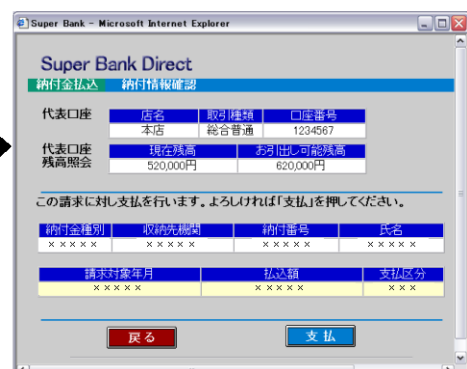 Super Bank - Microsoft Internet Explorer
Super Bank Direct
納付金払込 納付情報確認
代表口座 店名 取引種類 口座番号
本店 総合普通 1234567
代表口座 現在残高 お引出し可能残高
残高照会 520,000円 620,000円
この請求に対し支払を行います。よろしければ「支払」を押してください。
納付金種別 収納先機関 納付番号 氏名
××××× ××××× ××××× ×××××
請求対象年月 払込額 支払区分
××××× ××××× ×××
戻る 支払